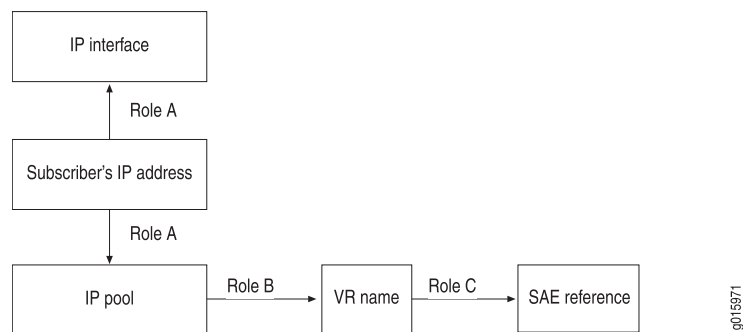 IP interface
Role A
Subscriber's IP address
Role A
IP pool
Role B
VR name
Role C
SAE reference
g015971